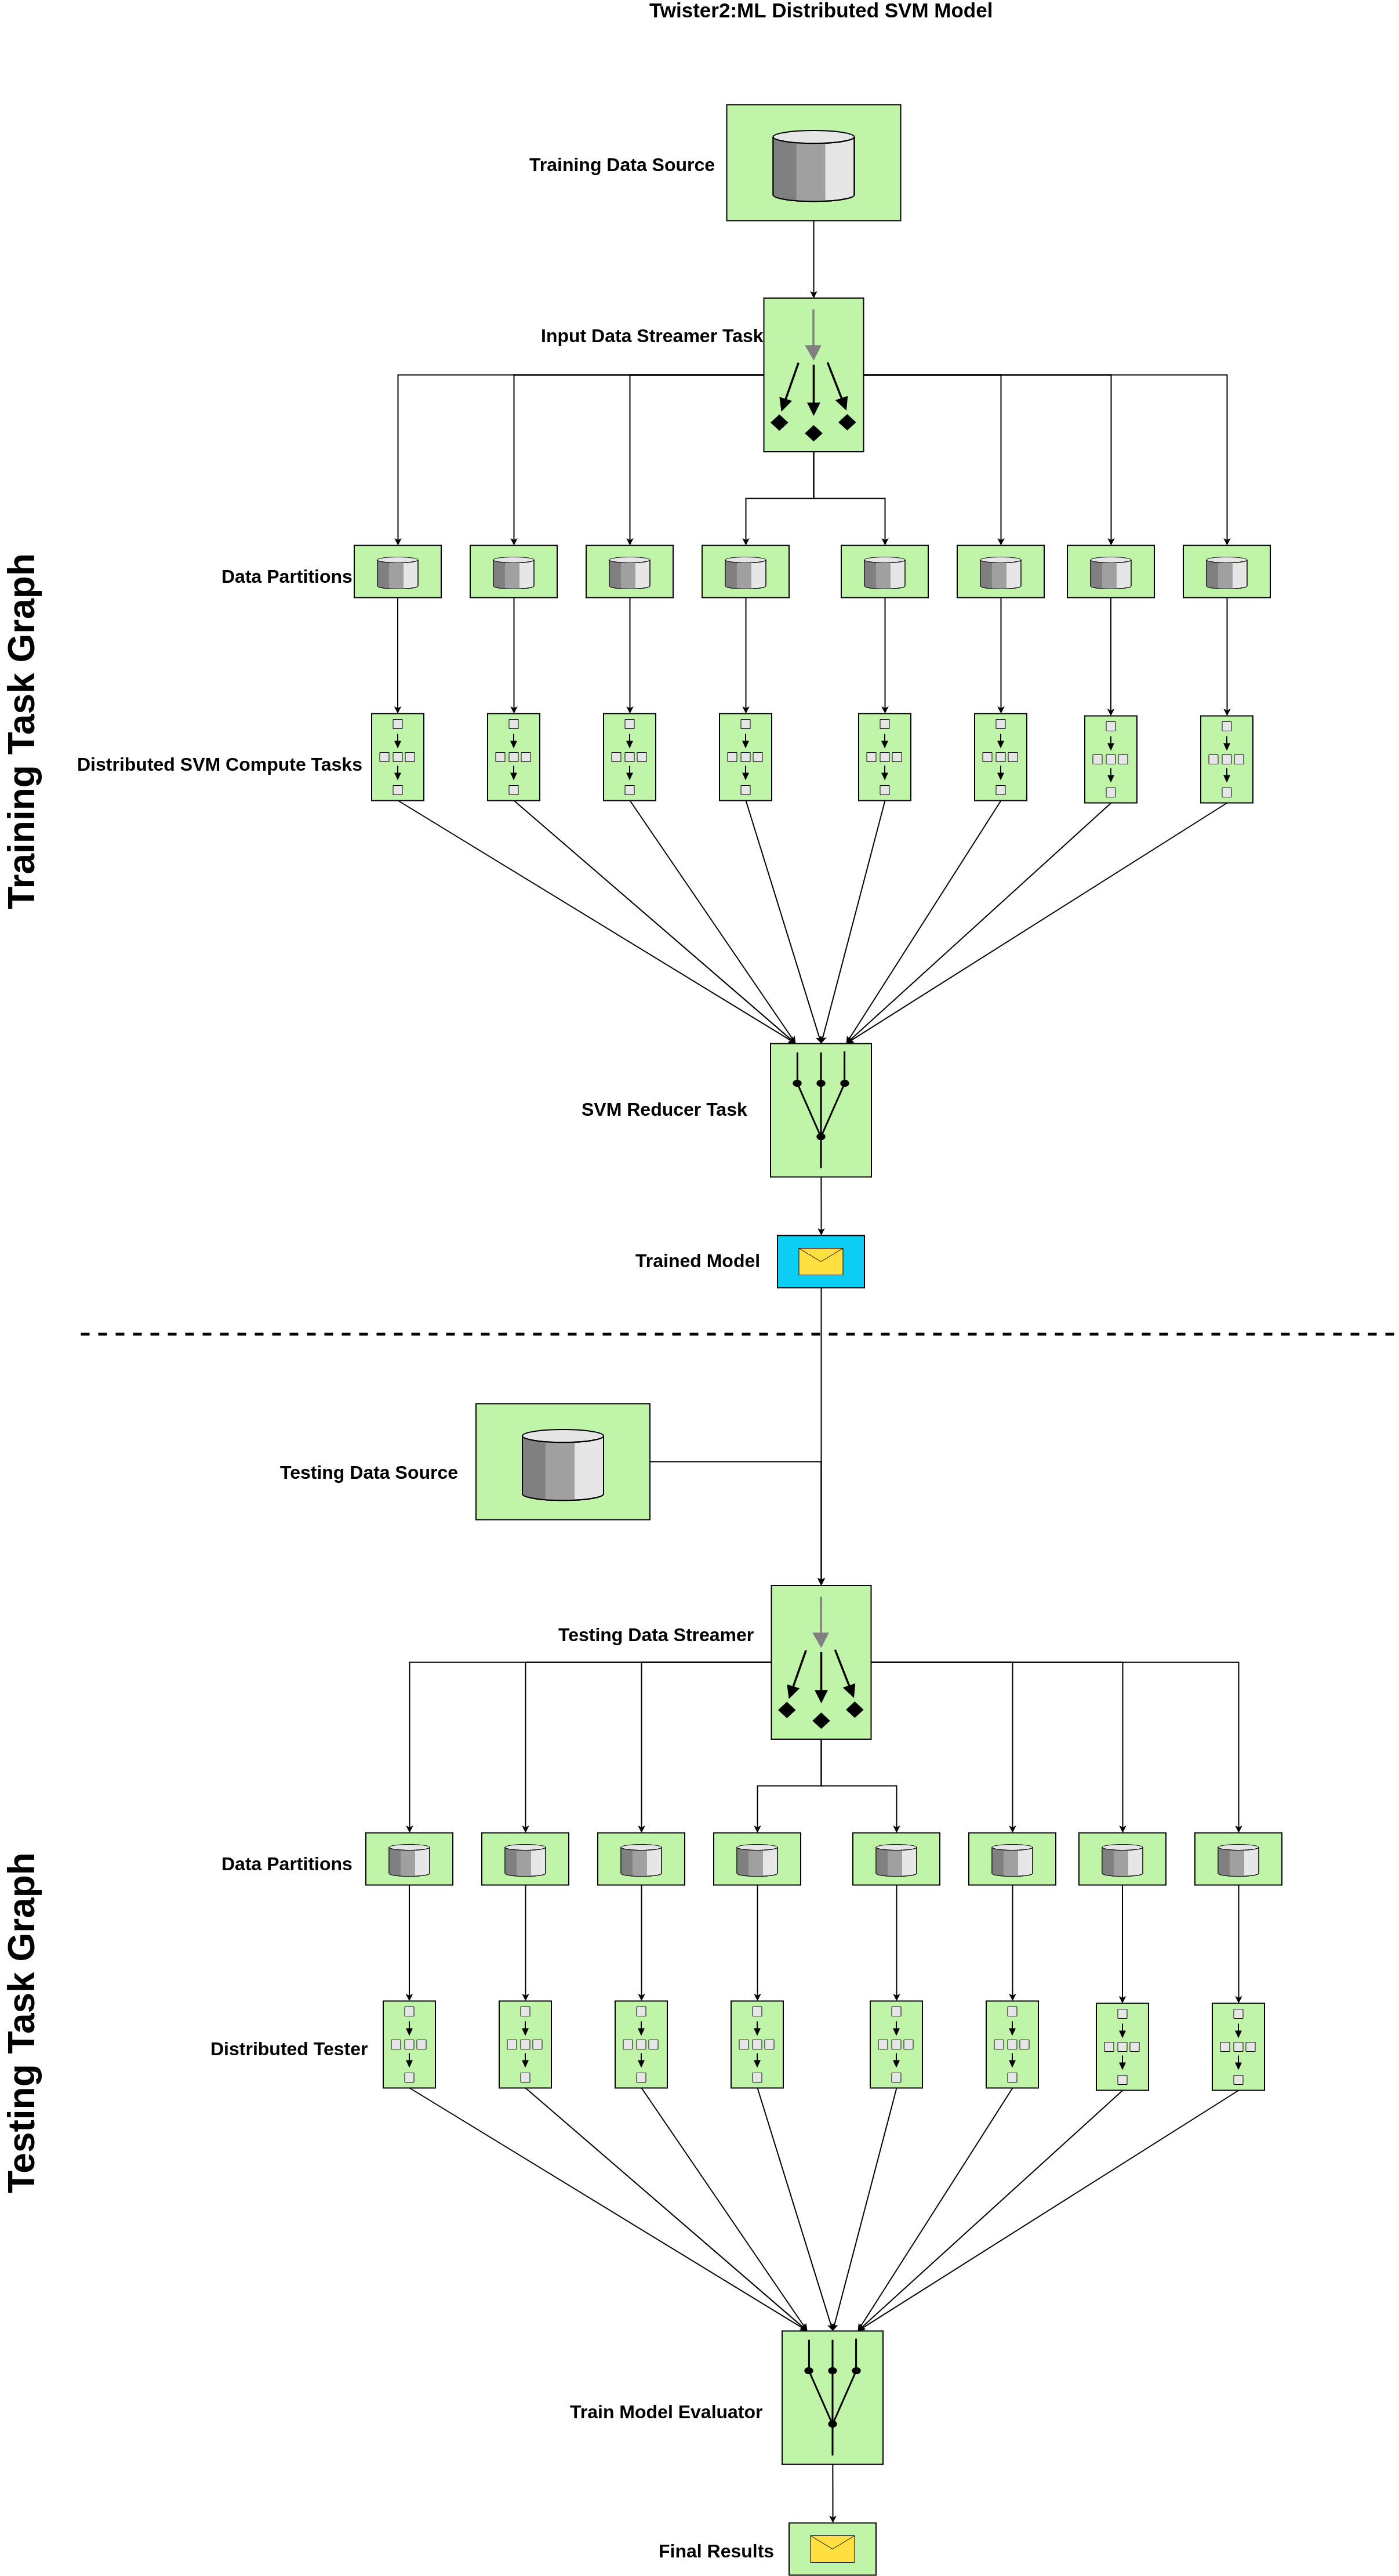 Twister2:ML Distributed SVM Model
Training Task Graph
Training Data Source
Input Data Streamer Task
Data Partitions
Distributed SVM Compute Tasks
SVM Reducer Task
Trained Model
Testing Task Graph
Testing Data Source
Testing Data Streamer
Data Partitions
Distributed Tester
Train Model Evaluator
Final Results